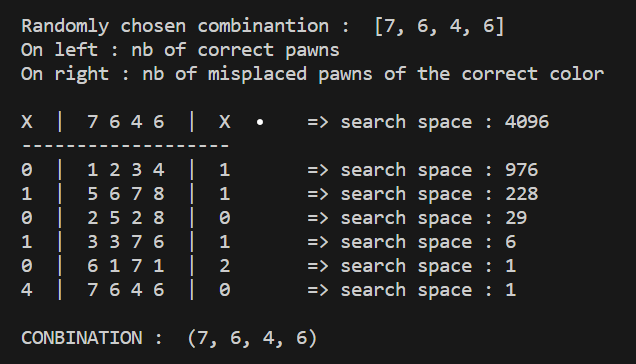 Randomly chosen combinantion :  [7, 6, 4, 6]
On left : nb of correct pawns
On right : nb of misplaced pawns of the correct color
X  |  7 6 4 6  |  X  •    => search space : 4096
-------------------
0  |  1 2 3 4  |  1       => search space : 976
1  |  5 6 7 8  |  1       => search space : 228
0  |  2 5 2 8  |  0       => search space : 29
1  |  3 3 7 6  |  1       => search space : 6
0  |  6 1 7 1  |  2       => search space : 1
4  |  7 6 4 6  |  0       => search space : 1
CONBINATION :  (7, 6, 4, 6)